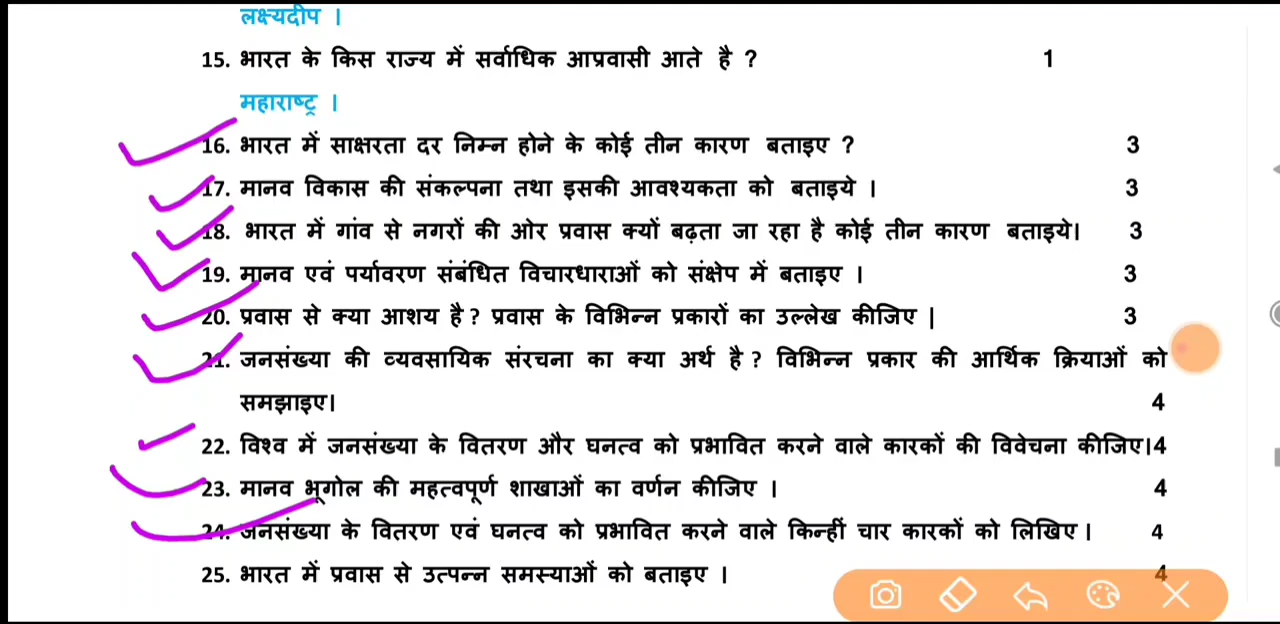 लक्ष्यदीप ।
15. भारत के किस राज्य में सर्वाधिक आप्रवासी आते है ? 1
महाराष्ट्र ।
16. भारत में साक्षरता दर निम्न होने के कोई तीन कारण बताइए ? 3
17. मानव विकास की संकल्पना तथा इसकी आवश्यकता को बताइये । 3
18. भारत में गांव से नगरों की ओर प्रवास क्यों बढ़ता जा रहा है कोई तीन कारण बताइये। 3
19. मानव एवं पर्यावरण संबंधित विचारधाराओं को संक्षेप में बताइए । 3
20. प्रवास से क्या आशय है? प्रवास के विभिन्न प्रकारों का उल्लेख कीजिए | 3
21. जनसंख्या की व्यवसायिक संरचना का क्या अर्थ है? विभिन्न प्रकार की आर्थिक क्रियाओं को
समझाइए। 4
22. विश्व में जनसंख्या के वितरण और घनत्व को प्रभावित करने वाले कारकों की विवेचना कीजिए।4
23. मानव भूगोल की महत्वपूर्ण शाखाओं का वर्णन कीजिए । 4
24. जनसंख्या के वितरण एवं घनत्व को प्रभावित करने वाले किन्हीं चार कारकों को लिखिए । 4
25. भारत में प्रवास से उत्पन्न समस्याओं को बताइए । 4